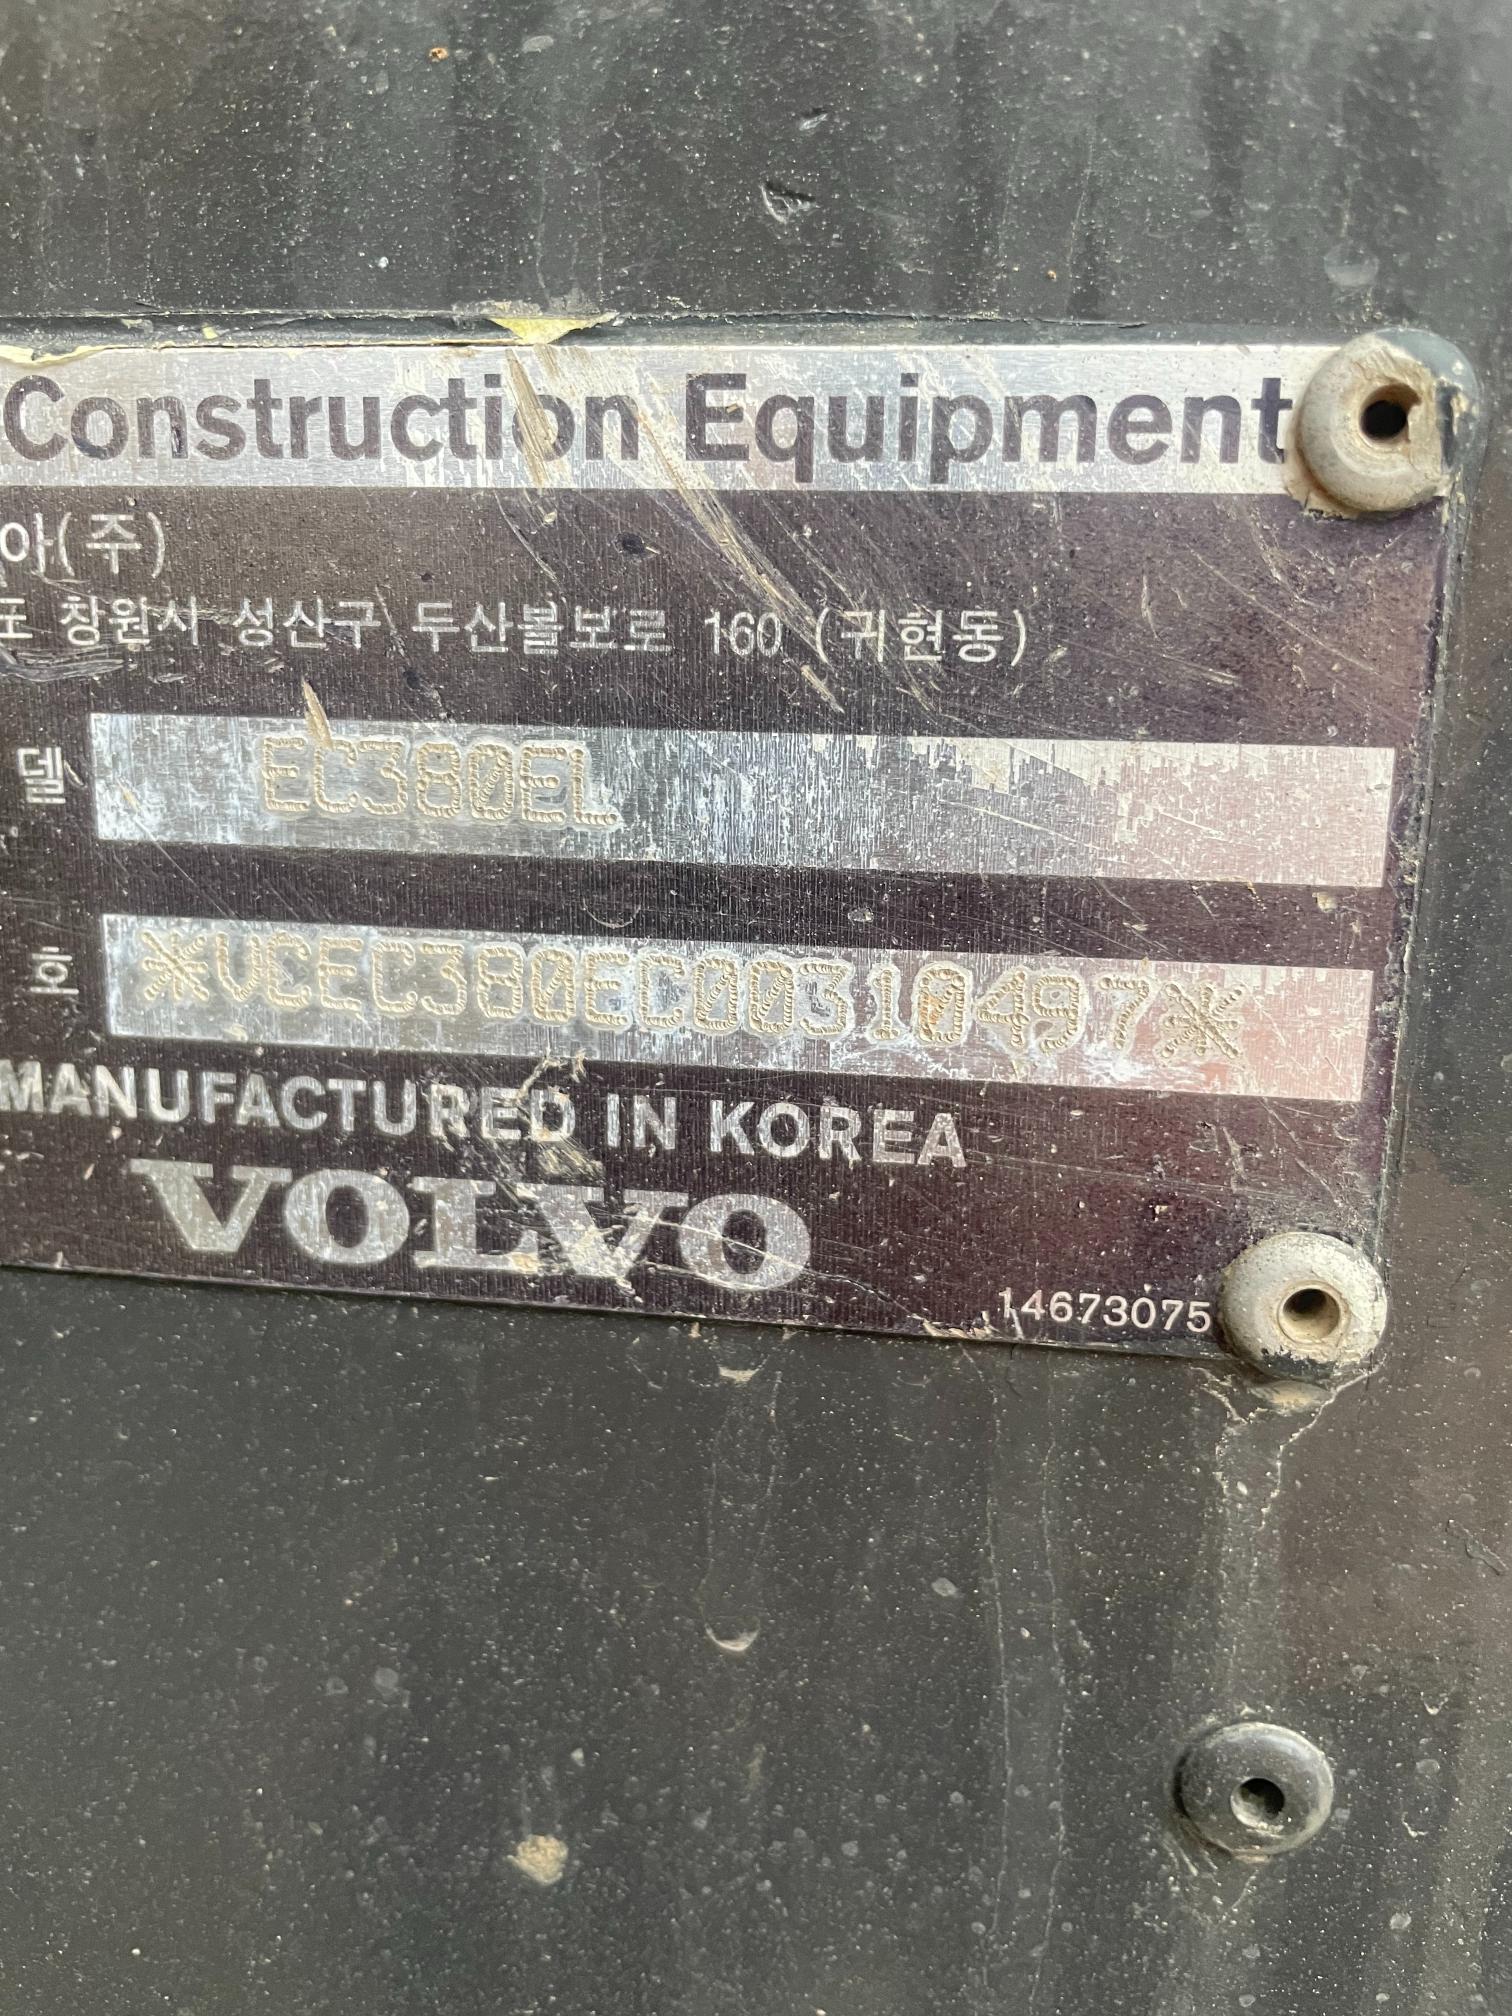 Construction Equipment
아(주)
도 창원시 성산구 두산볼보로 160 (귀현동)
델 EC380EL
호 *VCEC380EC00310497*
MANUFACTURED IN KOREA
VOLVO
14673075